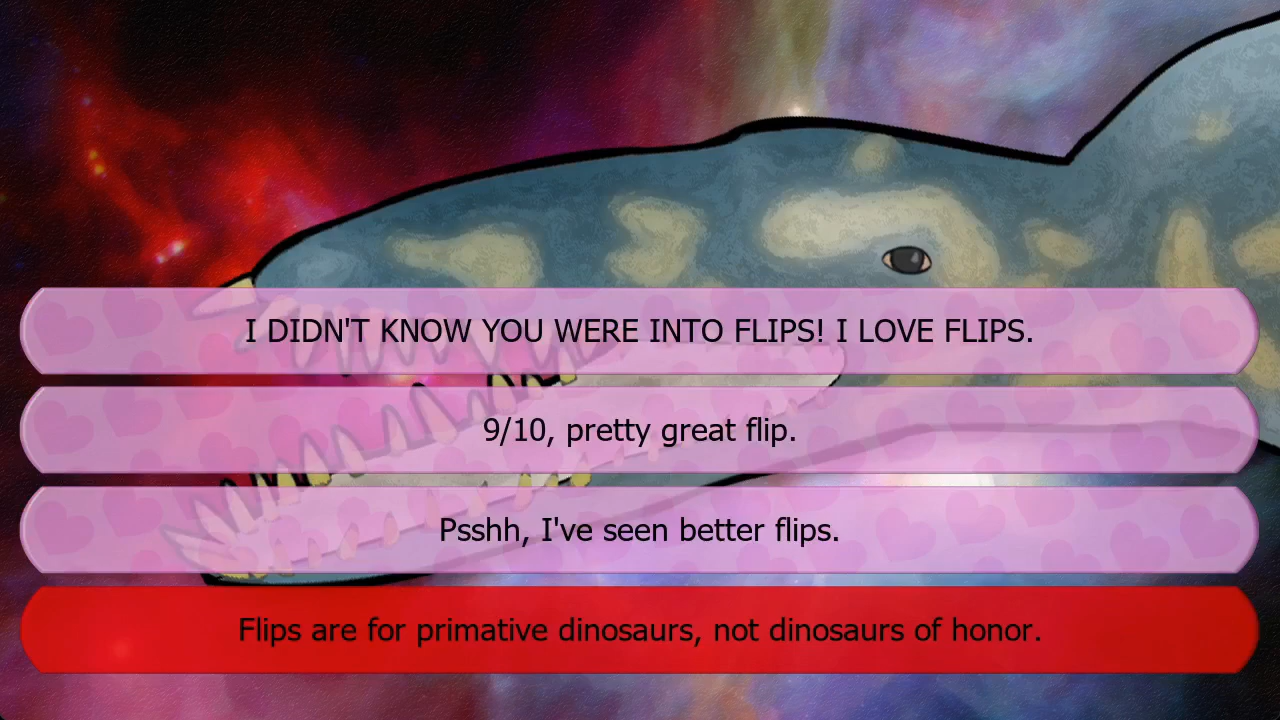 I DIDN'T KNOW YOU WERE INTO FLIPS! I LOVE FLIPS.
9/10, pretty great flip.
Psshh, I've seen better flips.
Flips are for primative dinosaurs, not dinosaurs of honor.